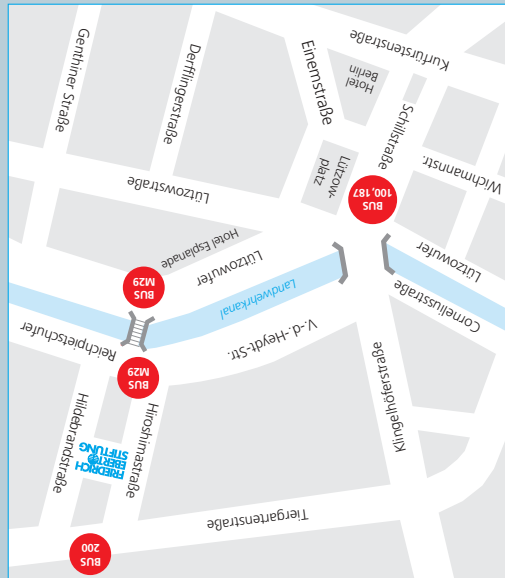 BUS
200
Tiergartenstraße
Hildebrandstraße
FRIEDRICH
EBERT
STIFTUNG
Hiroshimastraße
Klingelhöferstraße
BUS
M29
Reichpietschufer
V.-d.-Heydt-Str.
Corneliusstraße
BUS
M29
Landwehrkanal
Lützowufer
Lützowufer
Hotel Esplanade
BUS
100,187
Lützowstraße
Lützow-
platz
Wichmannstr.
Schillstraße
Genthiner Straße
Derfflingerstraße
Einemstraße
Hotel
Berlin
Kurfürstenstraße